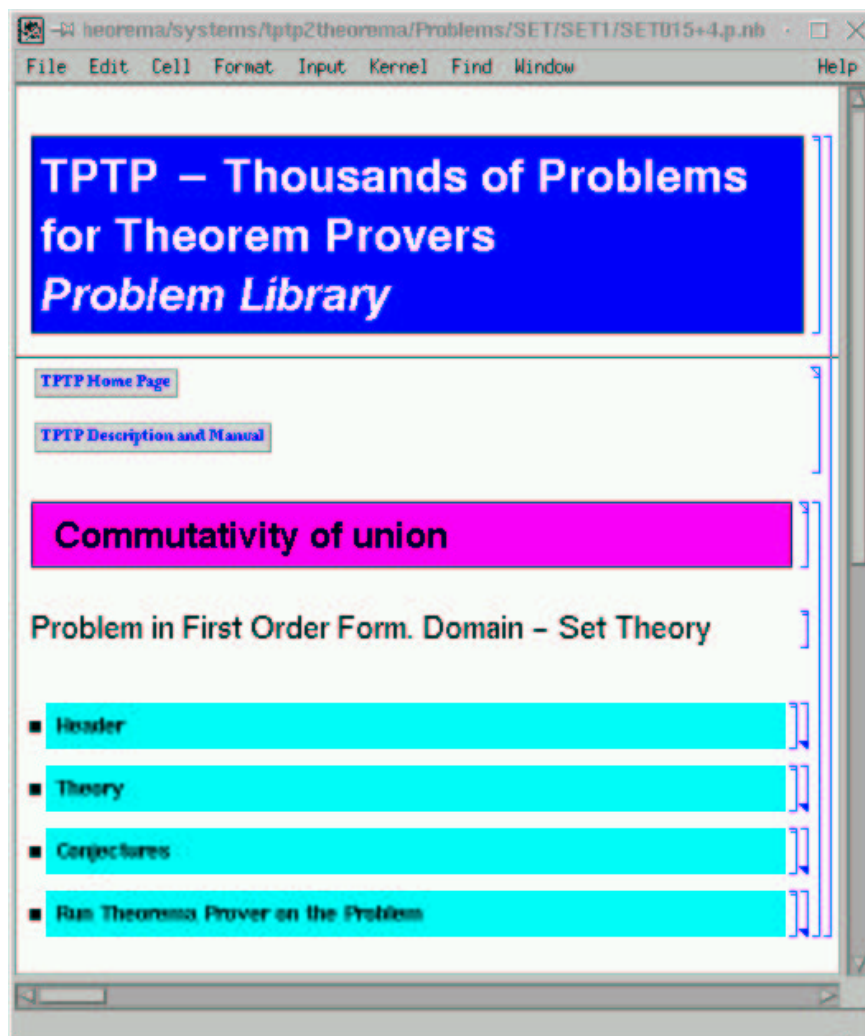 heorema/systems/tptp2theorema/Problems/SET/SET1/SET015+4.p.nb
File Edit Cell Format Input Kernel Find Window Help
TPTP – Thousands of Problems
for Theorem Provers
Problem Library
TPTP Home Page
TPTP Description and Manual
Commutativity of union
Problem in First Order Form. Domain – Set Theory
Header
Theory
Conjectures
Run Theorema Prover on the Problem